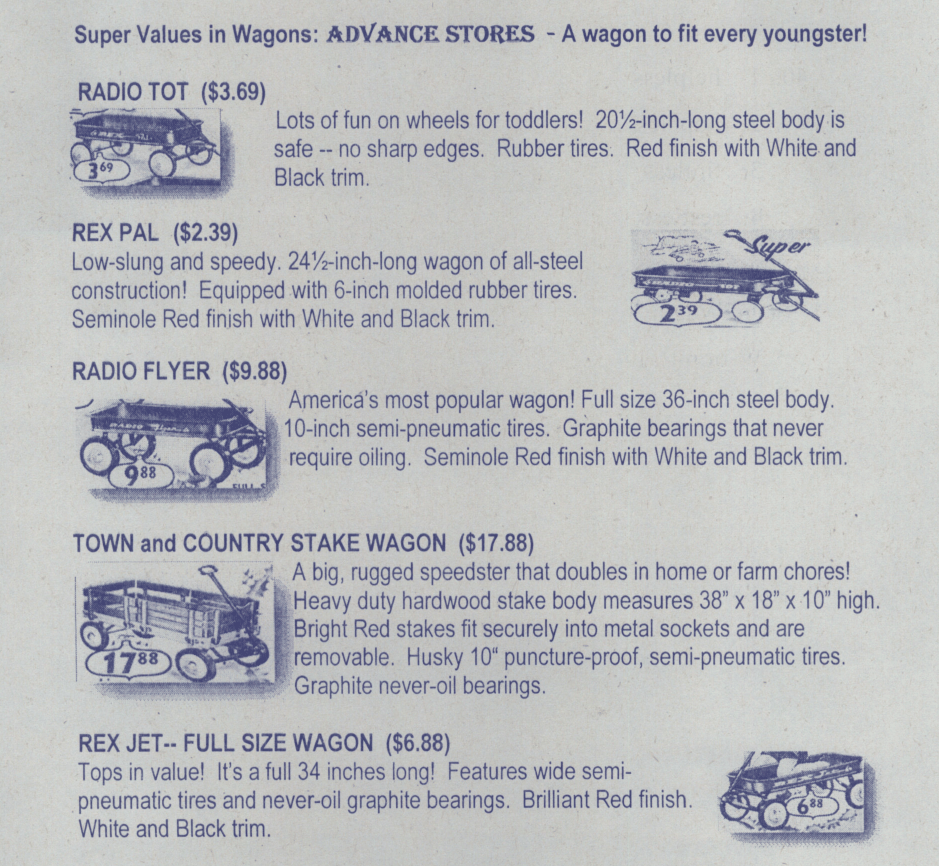 Super Values in Wagons: ADVANCE STORES - A wagon to fit every youngster!
RADIO TOT ($3.69)
Lots of fun on wheels for toddlers! 20½-inch-long steel body is
safe -- no sharp edges. Rubber tires. Red finish with White and
Black trim.
3 69
REX PAL ($2.39)
Low-slung and speedy. 24½-inch-long wagon of all-steel
construction! Equipped with 6-inch molded rubber tires.
Seminole Red finish with White and Black trim.
Super
2 39
RADIO FLYER ($9.88)
America's most popular wagon! Full size 36-inch steel body.
10-inch semi-pneumatic tires. Graphite bearings that never
require oiling. Seminole Red finish with White and Black trim.
RADIO
9 88
FULL S
TOWN and COUNTRY STAKE WAGON ($17.88)
A big, rugged speedster that doubles in home or farm chores!
Heavy duty hardwood stake body measures 38” x 18” x 10” high.
Bright Red stakes fit securely into metal sockets and are
removable. Husky 10“ puncture-proof, semi-pneumatic tires.
Graphite never-oil bearings.
17 88
REX JET-- FULL SIZE WAGON ($6.88)
Tops in value! It's a full 34 inches long! Features wide semi-
pneumatic tires and never-oil graphite bearings. Brilliant Red finish.
White and Black trim.
6 88